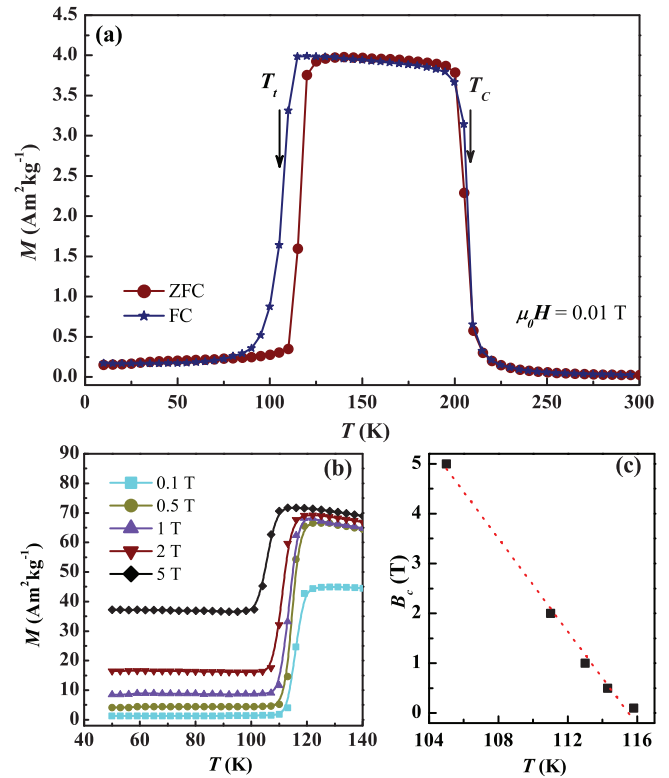 (a)
4.5
4.0
3.5
3.0
2.5
2.0
1.5
1.0
0.5
0.0
M (Am²kg⁻¹)
T_t
T_C
ZFC
FC
μ₀H = 0.01 T
0 50 100 150 200 250 300
T (K)
(b)
90
80
70
60
50
40
30
20
10
0
M (Am²kg⁻¹)
0.1 T
0.5 T
1 T
2 T
5 T
40 60 80 100 120 140
T (K)
(c)
6
5
4
3
2
1
0
B_c (T)
104 108 112 116
T (K)